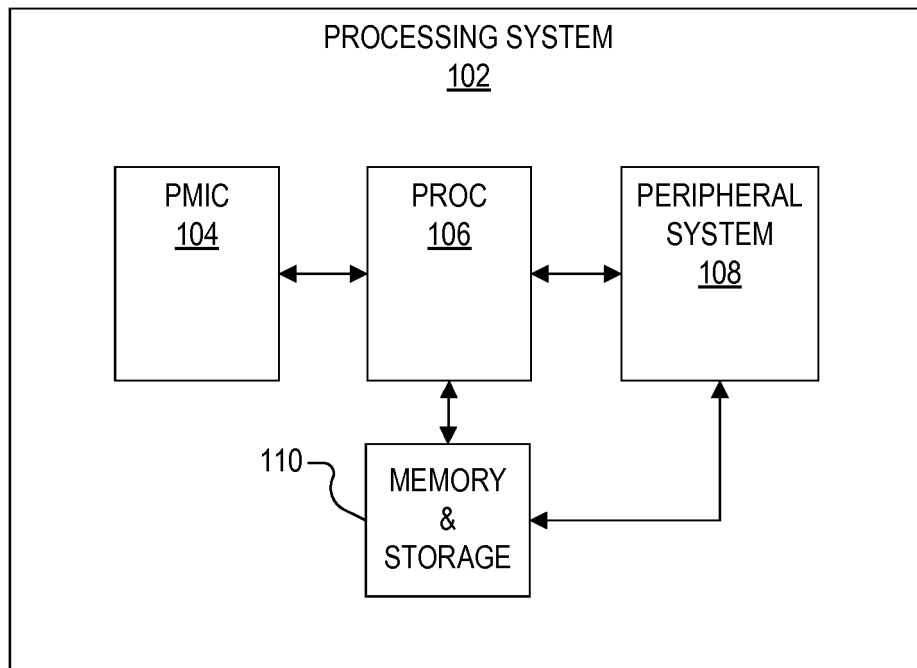 PROCESSING SYSTEM
102
PMIC
104
PROC
106
PERIPHERAL
SYSTEM
108
110
MEMORY
&
STORAGE